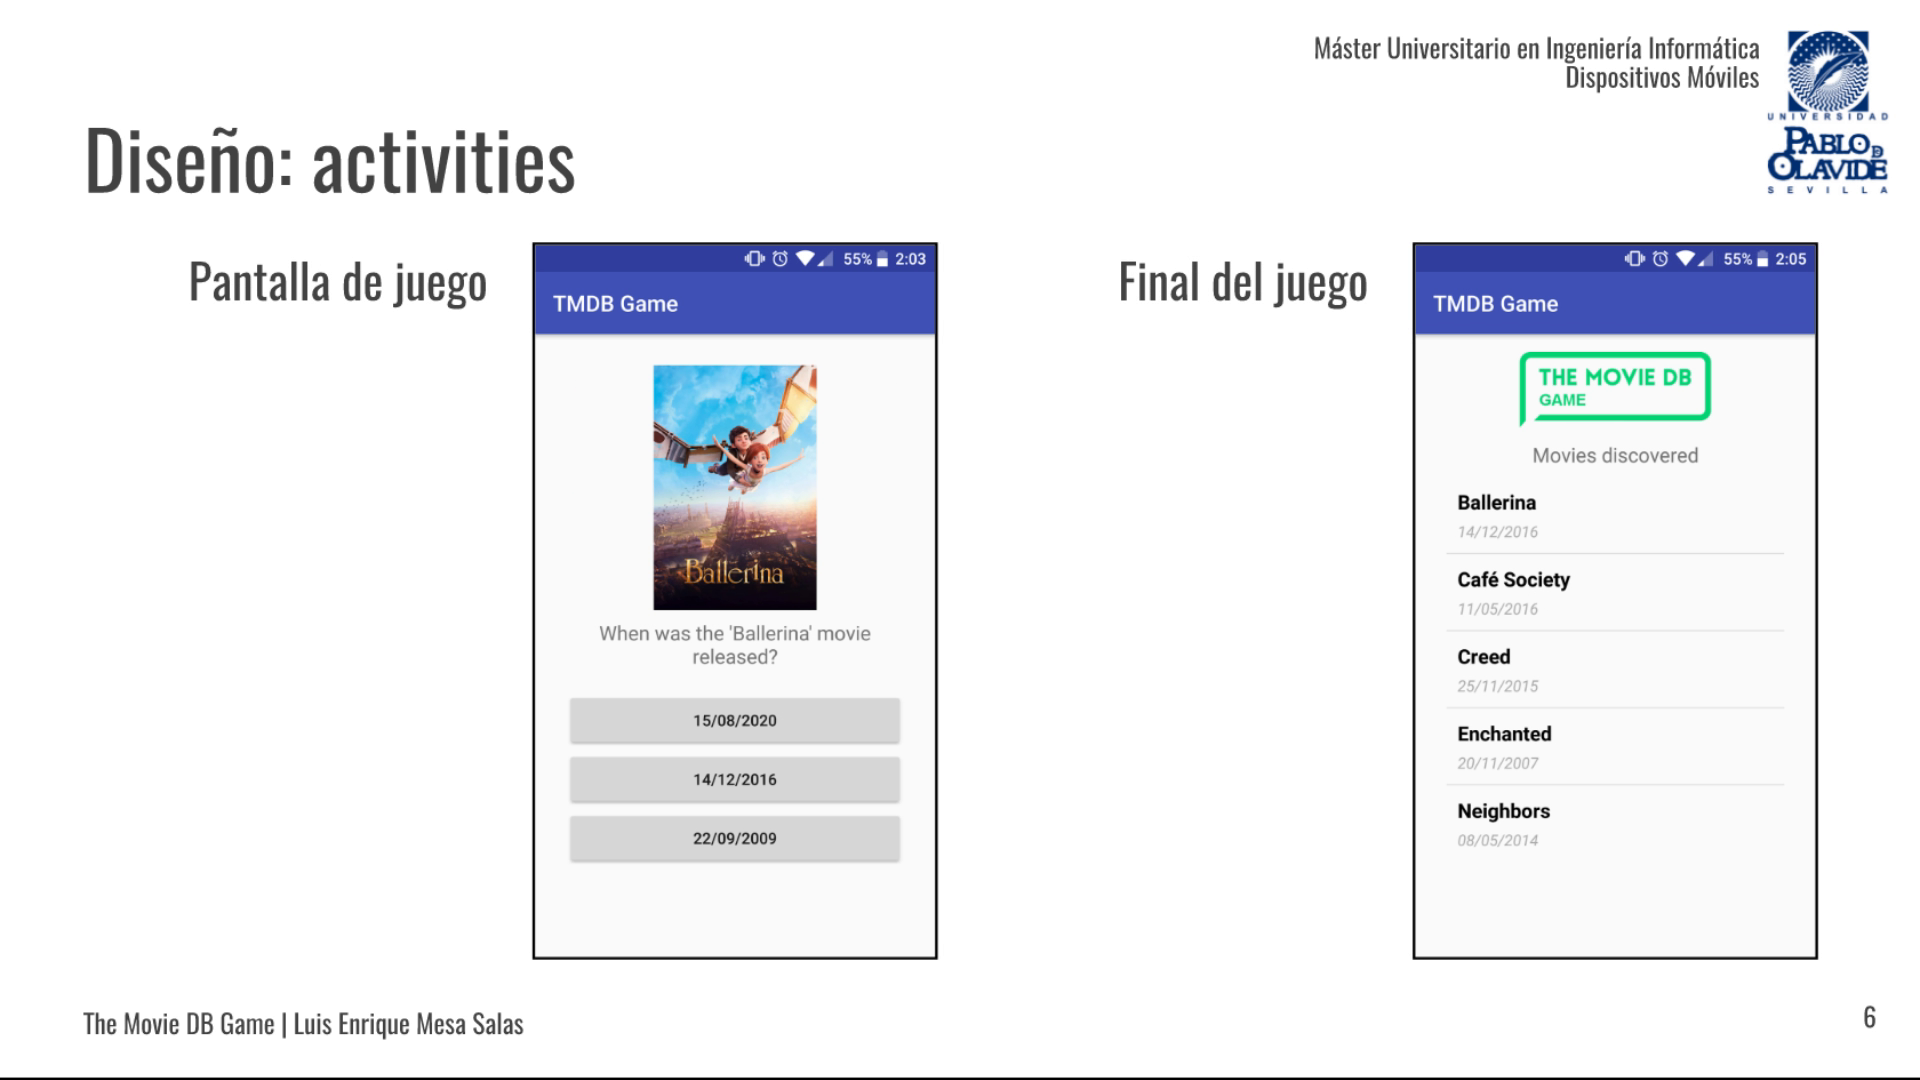 Máster Universitario en Ingeniería Informática
Dispositivos Móviles
UNIVERSIDAD
PABLO DE
OLAVIDE
SEVILLA
Diseño: activities
Pantalla de juego
55% 2:03
TMDB Game
Ballerina
When was the 'Ballerina' movie
released?
15/08/2020
14/12/2016
22/09/2009
Final del juego
55% 2:05
TMDB Game
THE MOVIE DB
GAME
Movies discovered
Ballerina
14/12/2016
Café Society
11/05/2016
Creed
25/11/2015
Enchanted
20/11/2007
Neighbors
08/05/2014
The Movie DB Game | Luis Enrique Mesa Salas
6